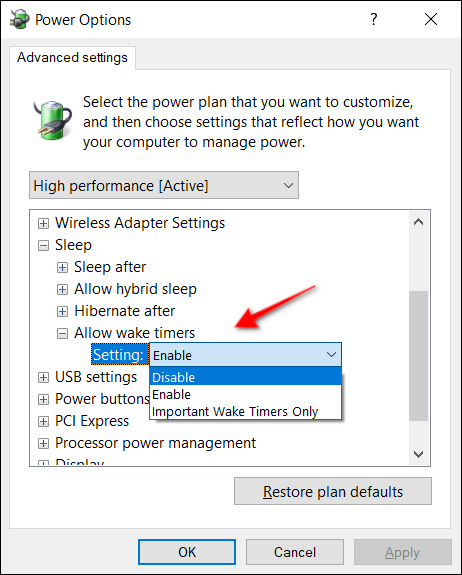 Power Options
Advanced settings
Select the power plan that you want to customize,
and then choose settings that reflect how you want
your computer to manage power.
High performance [Active]
Wireless Adapter Settings
Sleep
Sleep after
Allow hybrid sleep
Hibernate after
Allow wake timers
Setting: Enable
Disable
USB settings
Enable
Power buttons
Important Wake Timers Only
PCI Express
Processor power management
Display
Restore plan defaults
OK Cancel Apply